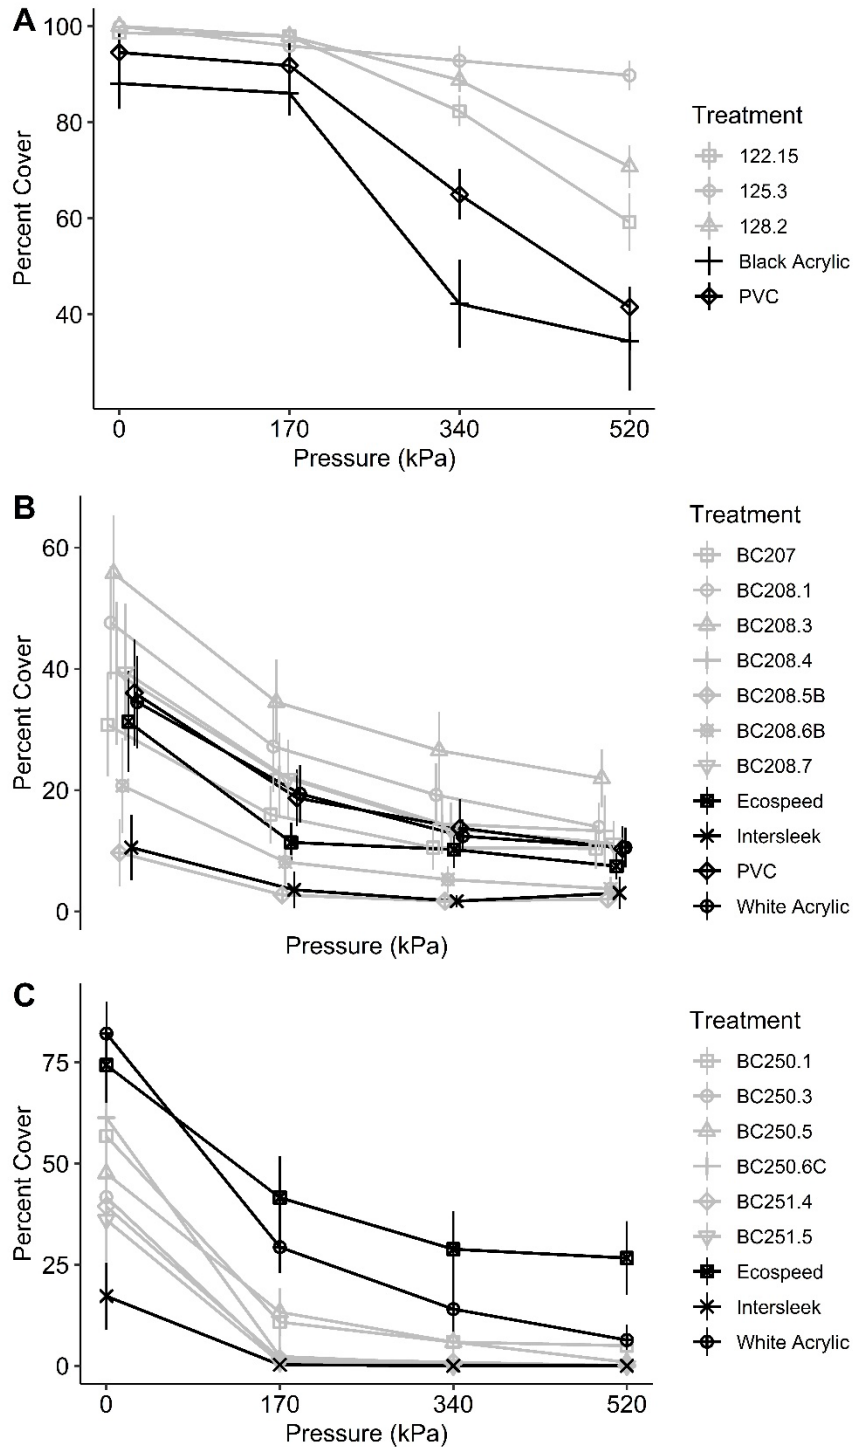 A
Percent Cover
100
80
60
40
0 170 340 520
Pressure (kPa)
Treatment
122.15
125.3
128.2
Black Acrylic
PVC
B
Percent Cover
60
40
20
0
Pressure (kPa)
Treatment
BC207
BC208.1
BC208.3
BC208.4
BC208.5B
BC208.6B
BC208.7
Ecospeed
Intersleek
PVC
White Acrylic
C
Percent Cover
75
50
25
0
0 170 340 520
Pressure (kPa)
Treatment
BC250.1
BC250.3
BC250.5
BC250.6C
BC251.4
BC251.5
Ecospeed
Intersleek
White Acrylic